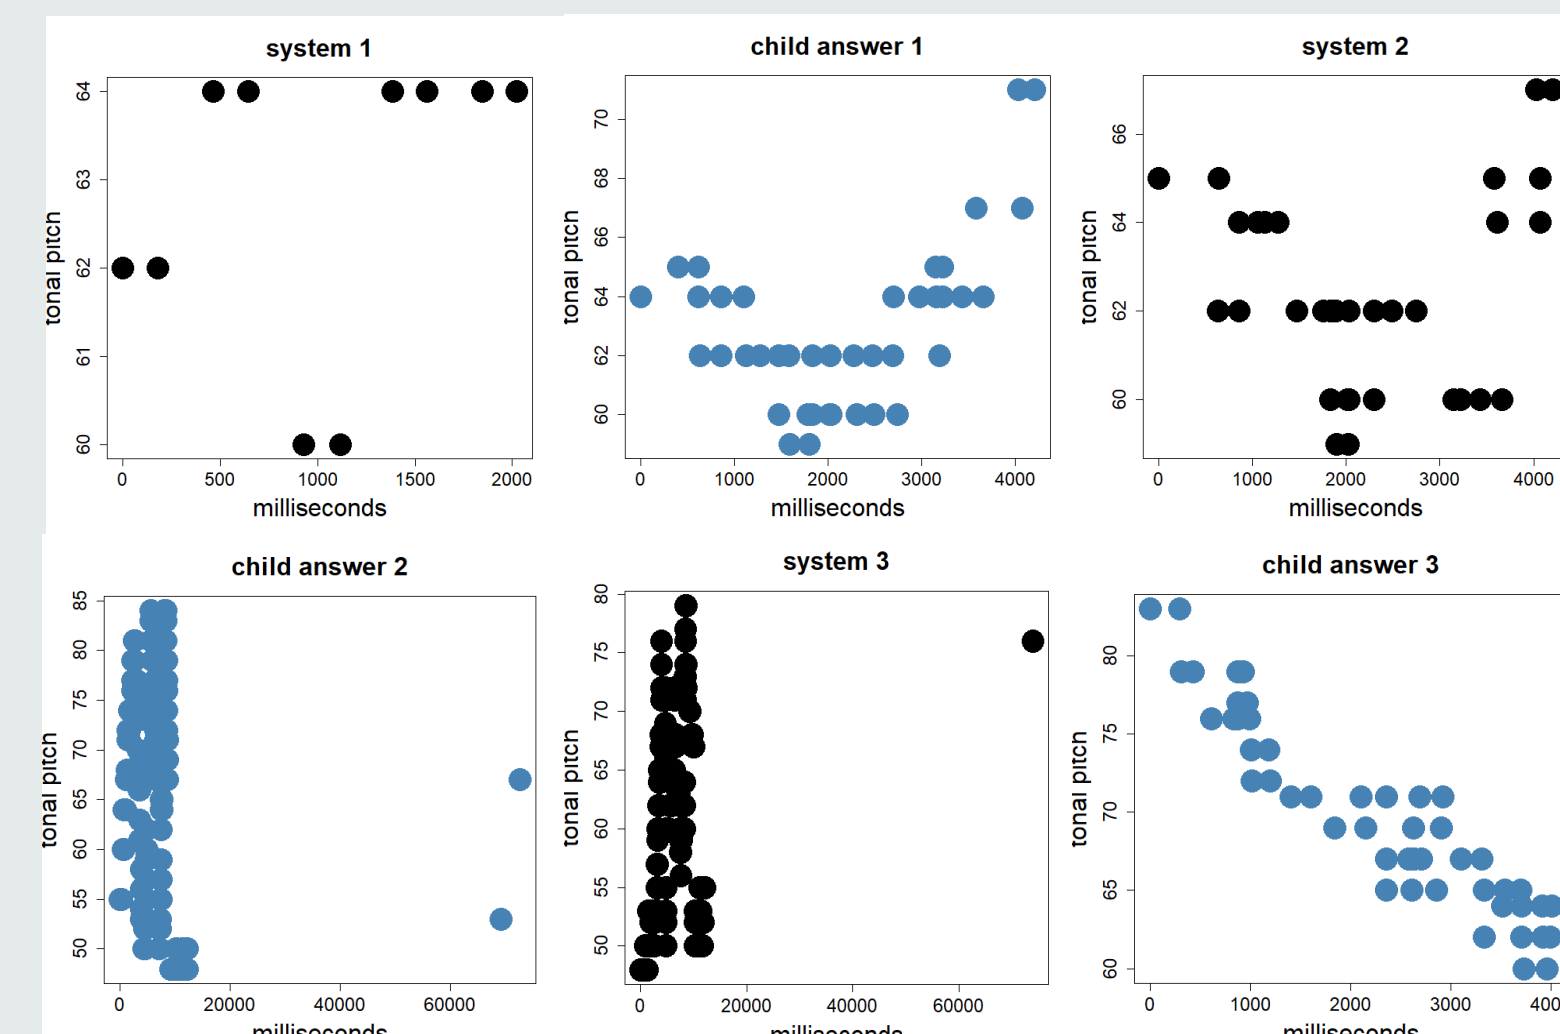 system 1
64
63
62
61
60
tonal pitch
0 500 1000 1500 2000
milliseconds
child answer 1
70
68
66
64
62
60
tonal pitch
0 1000 2000 3000 4000
milliseconds
system 2
66
64
62
60
tonal pitch
0 1000 2000 3000 4000
milliseconds
child answer 2
85
80
75
70
65
60
55
50
tonal pitch
0 20000 40000 60000
milliseconds
system 3
80
75
70
65
60
55
50
tonal pitch
0 20000 40000 60000
milliseconds
child answer 3
80
75
70
65
60
tonal pitch
0 1000 2000 3000 400
milliseconds